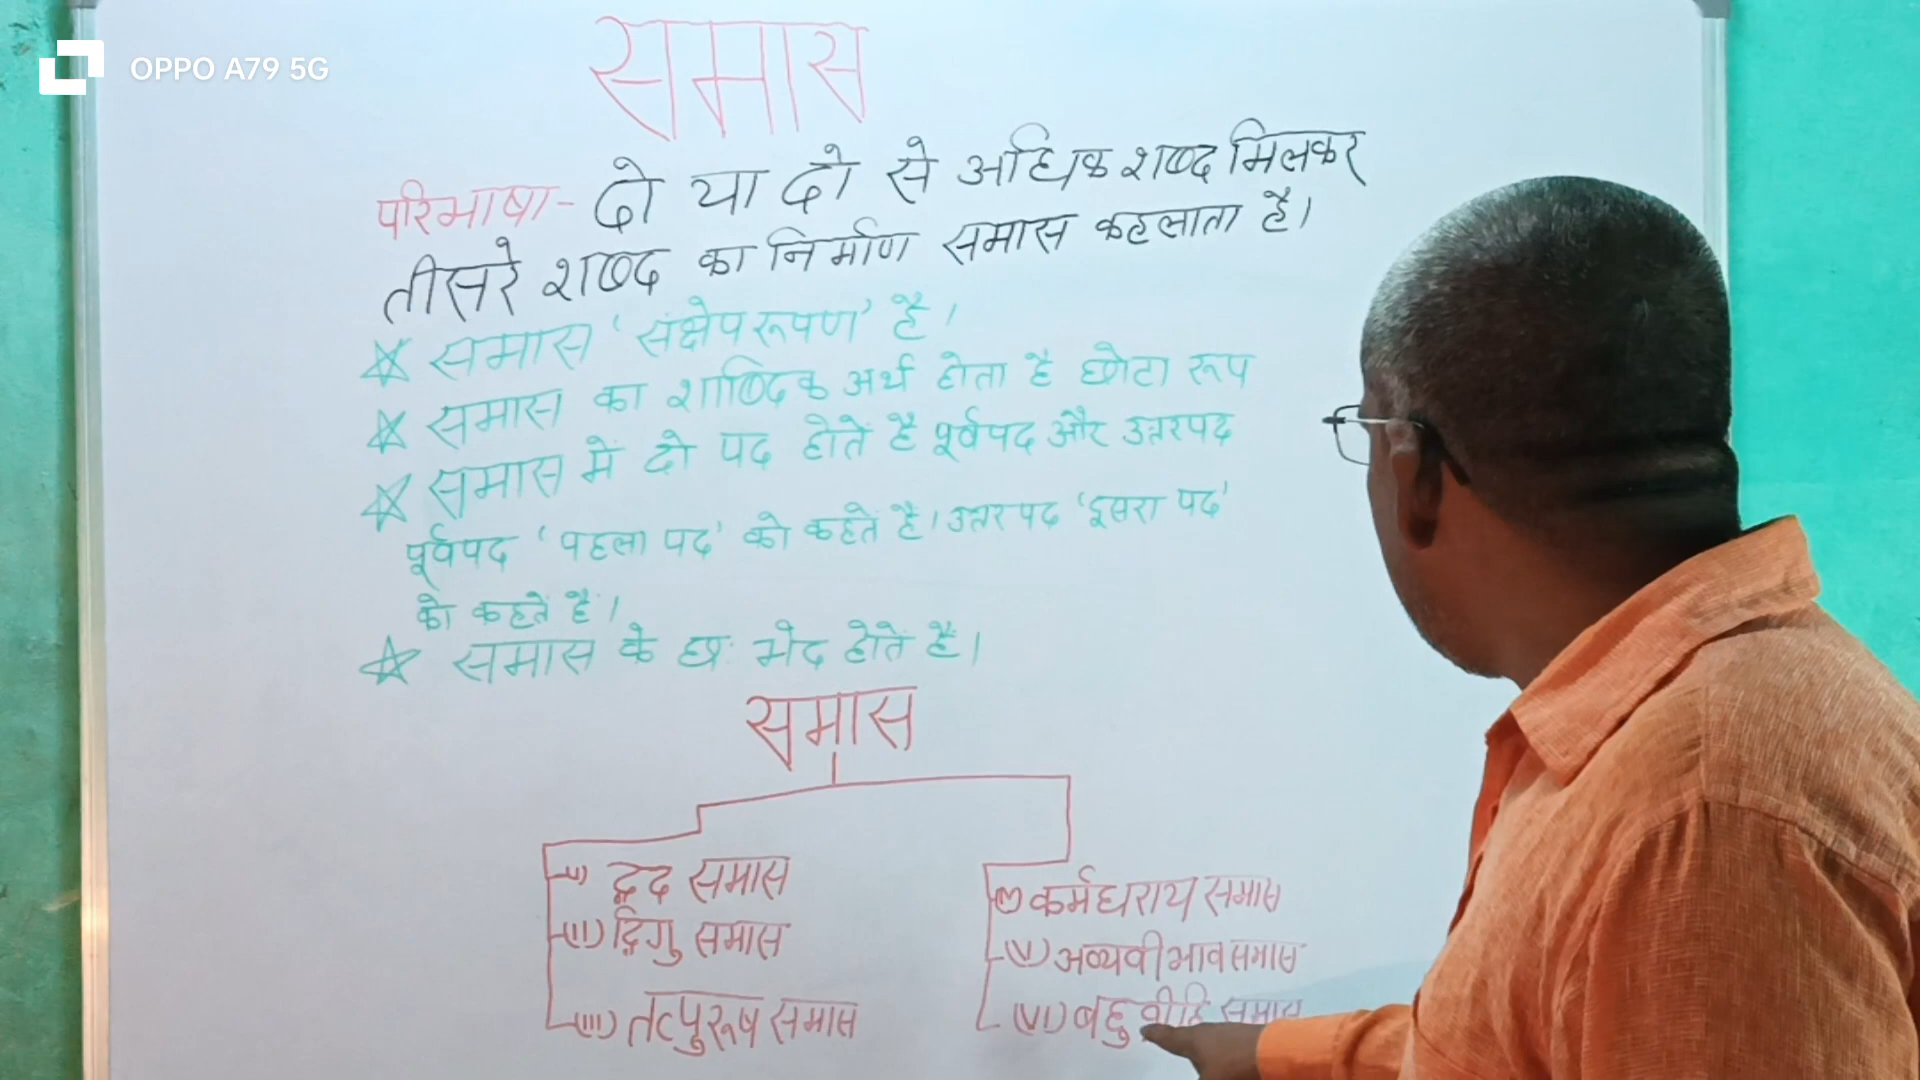 OPPO A79 5G
समास
परिभाषा- दो या दो से अधिक शब्द मिलकर
तीसरे शब्द का निर्माण समास कहलाता है।
समास 'संक्षेपरूपण' है।
समास का शाब्दिक अर्थ होता है छोटा रूप
समास में दो पद होतें है पूर्वपद और उत्तरपद
पूर्वपद 'पहला पद' को कहतें है। उत्तरपद 'दूसरा पद'
को कहतें हैं।
समास के छः भेद होतें हैं।
समास
(I) द्वंद समास
(II) द्विगु समास
(III) तत्पुरूष समास
(IV) कर्मधराय समास
(V) अव्यवीभाव समास
(VI) बहुव्रीहि समास